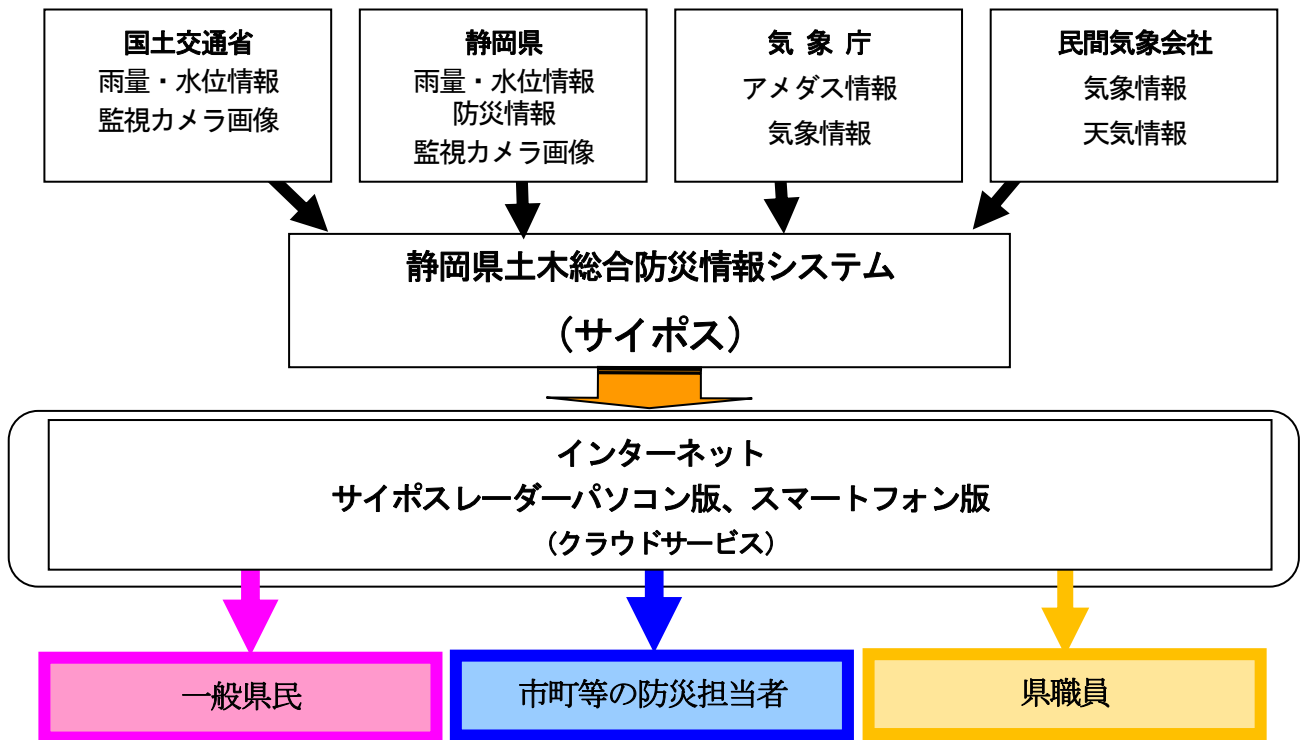 国土交通省
雨量・水位情報
監視カメラ画像
静岡県
雨量・水位情報
防災情報
監視カメラ画像
気 象 庁
アメダス情報
気象情報
民間気象会社
気象情報
天気情報
静岡県土木総合防災情報システム
（サイポス）
インターネット
サイポスレーダーパソコン版、スマートフォン版
（クラウドサービス）
一般県民
市町等の防災担当者
県職員